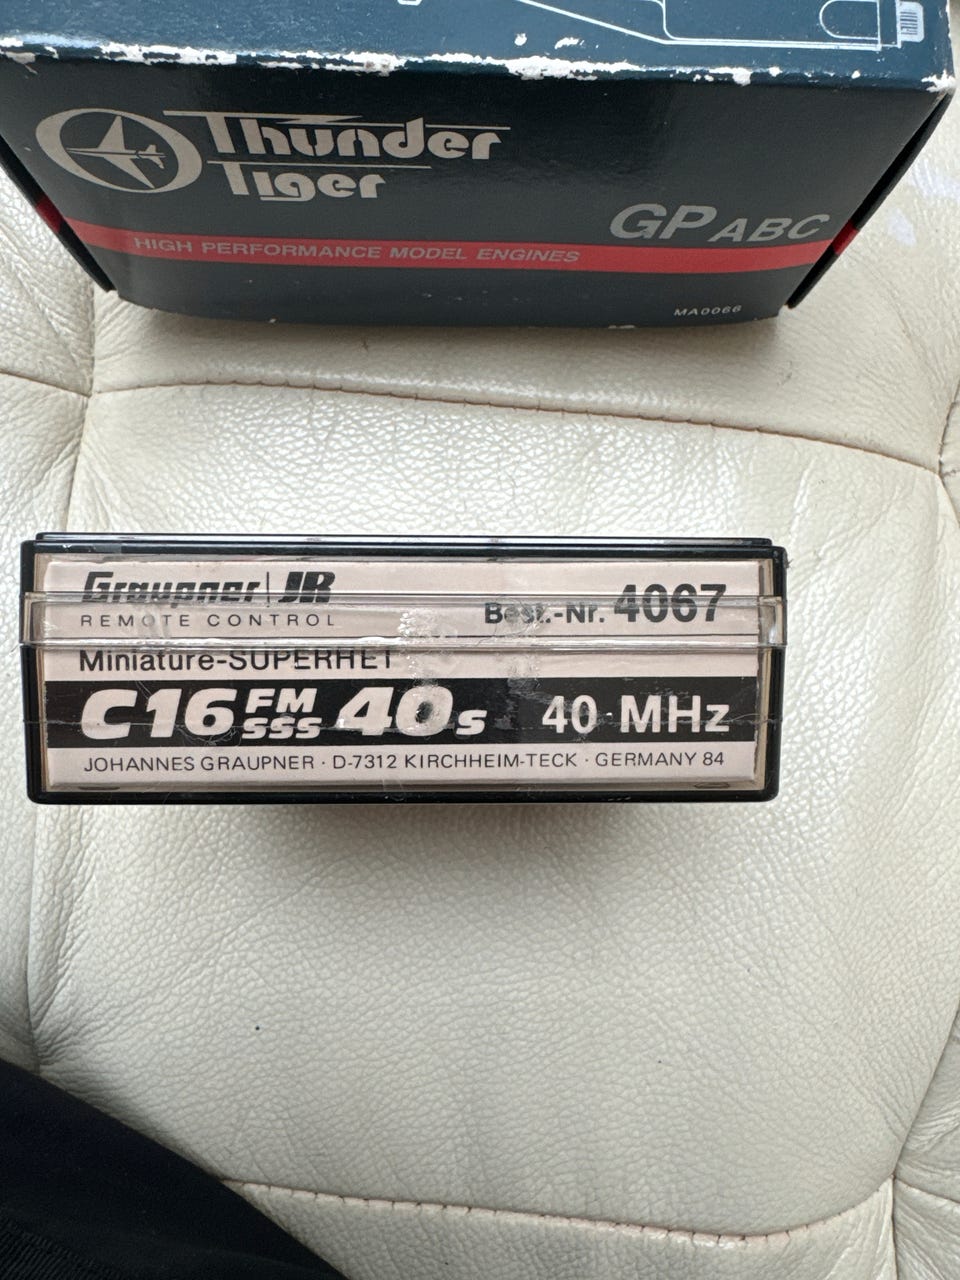 Thunder
Tiger
GP ABC
HIGH PERFORMANCE MODEL ENGINES
MA0066
Graupner | JR
REMOTE CONTROL
Best.-Nr. 4067
Miniature-SUPERHET
C16 FM SSS 40s 40 MHz
JOHANNES GRAUPNER · D-7312 KIRCHHEIM-TECK · GERMANY 84